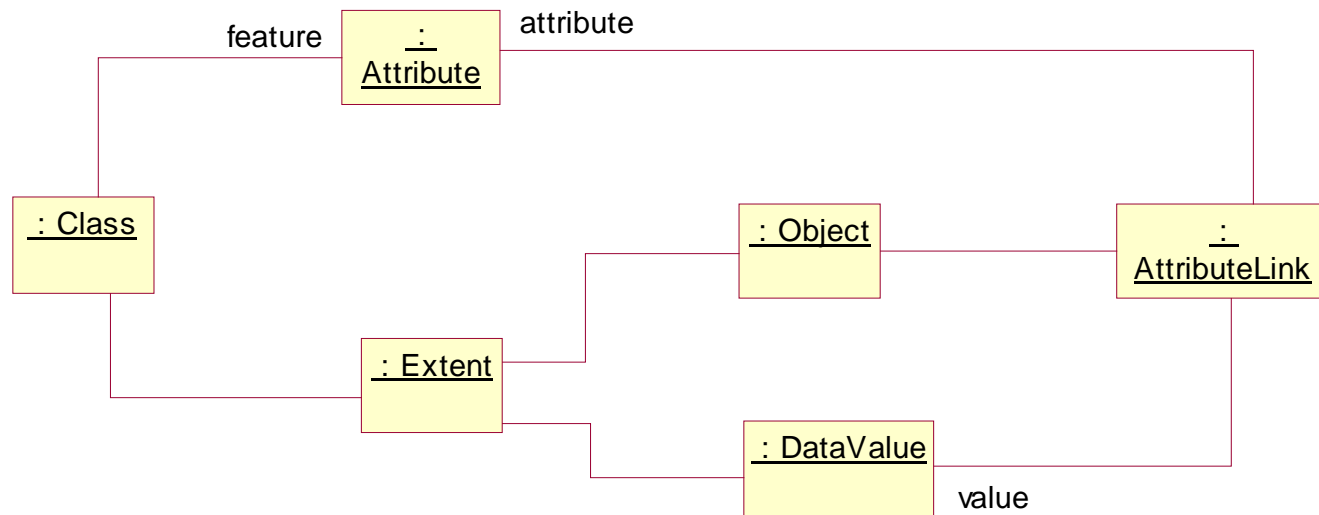 feature
:
Attribute
attribute
: Class
: Object
:
AttributeLink
: Extent
: DataValue
value